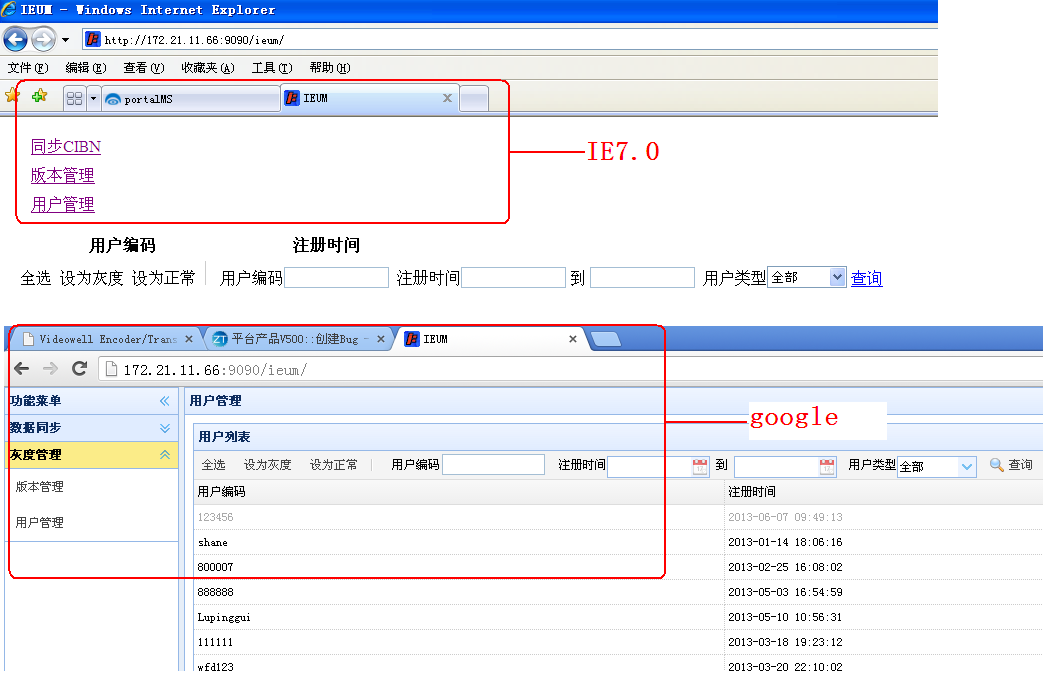 IEUM - Windows Internet Explorer
http://172.21.11.66:9090/ieum/
文件(F) 编辑(E) 查看(V) 收藏夹(A) 工具(T) 帮助(H)
portalMS IEUM X
同步CIBN
IE7.0
版本管理
用户管理
用户编码 注册时间
全选 设为灰度 设为正常 用户编码 注册时间 到 用户类型 全部 查询
Videowell Encoder/Trans × ZT 平台产品V500::创建Bug - × IEUM ×
172.21.11.66:9090/ieum/
功能菜单 用户管理
google
数据同步 用户列表
灰度管理 全选 设为灰度 设为正常 用户编码 注册时间 到 用户类型 全部 查询
版本管理 用户编码 注册时间
用户管理 123456 2013-06-07 09:49:13
shane 2013-01-14 18:06:16
800007 2013-02-25 16:08:02
888888 2013-05-03 16:54:59
Lupinggui 2013-05-10 10:56:31
111111 2013-03-18 19:23:12
wfd123 2013-03-20 22:10:02